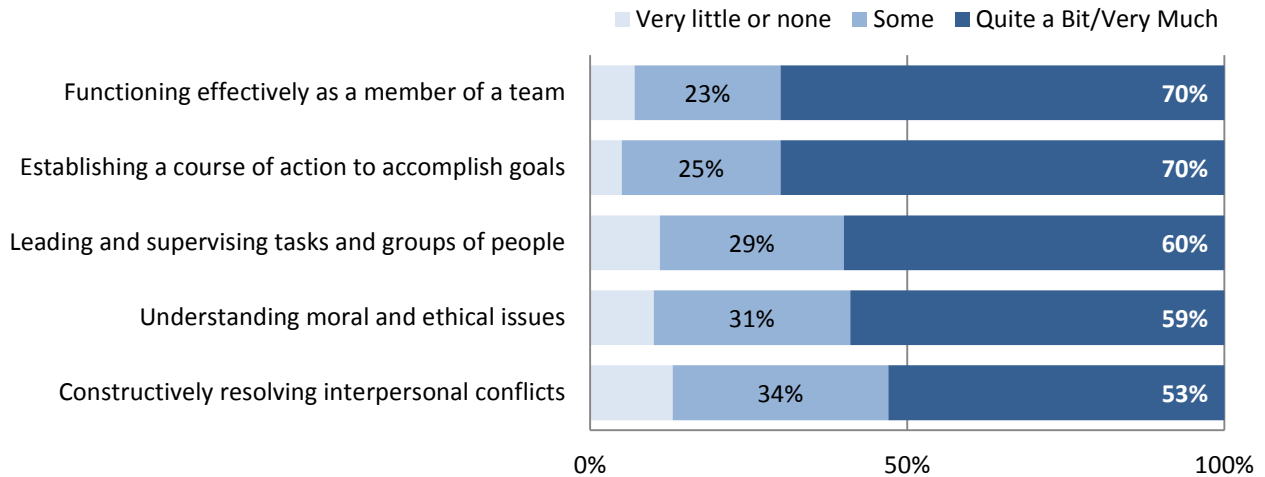 Very little or none Some Quite a Bit/Very Much
Functioning effectively as a member of a team 23% 70%
Establishing a course of action to accomplish goals 25% 70%
Leading and supervising tasks and groups of people 29% 60%
Understanding moral and ethical issues 31% 59%
Constructively resolving interpersonal conflicts 34% 53%
0% 50% 100%